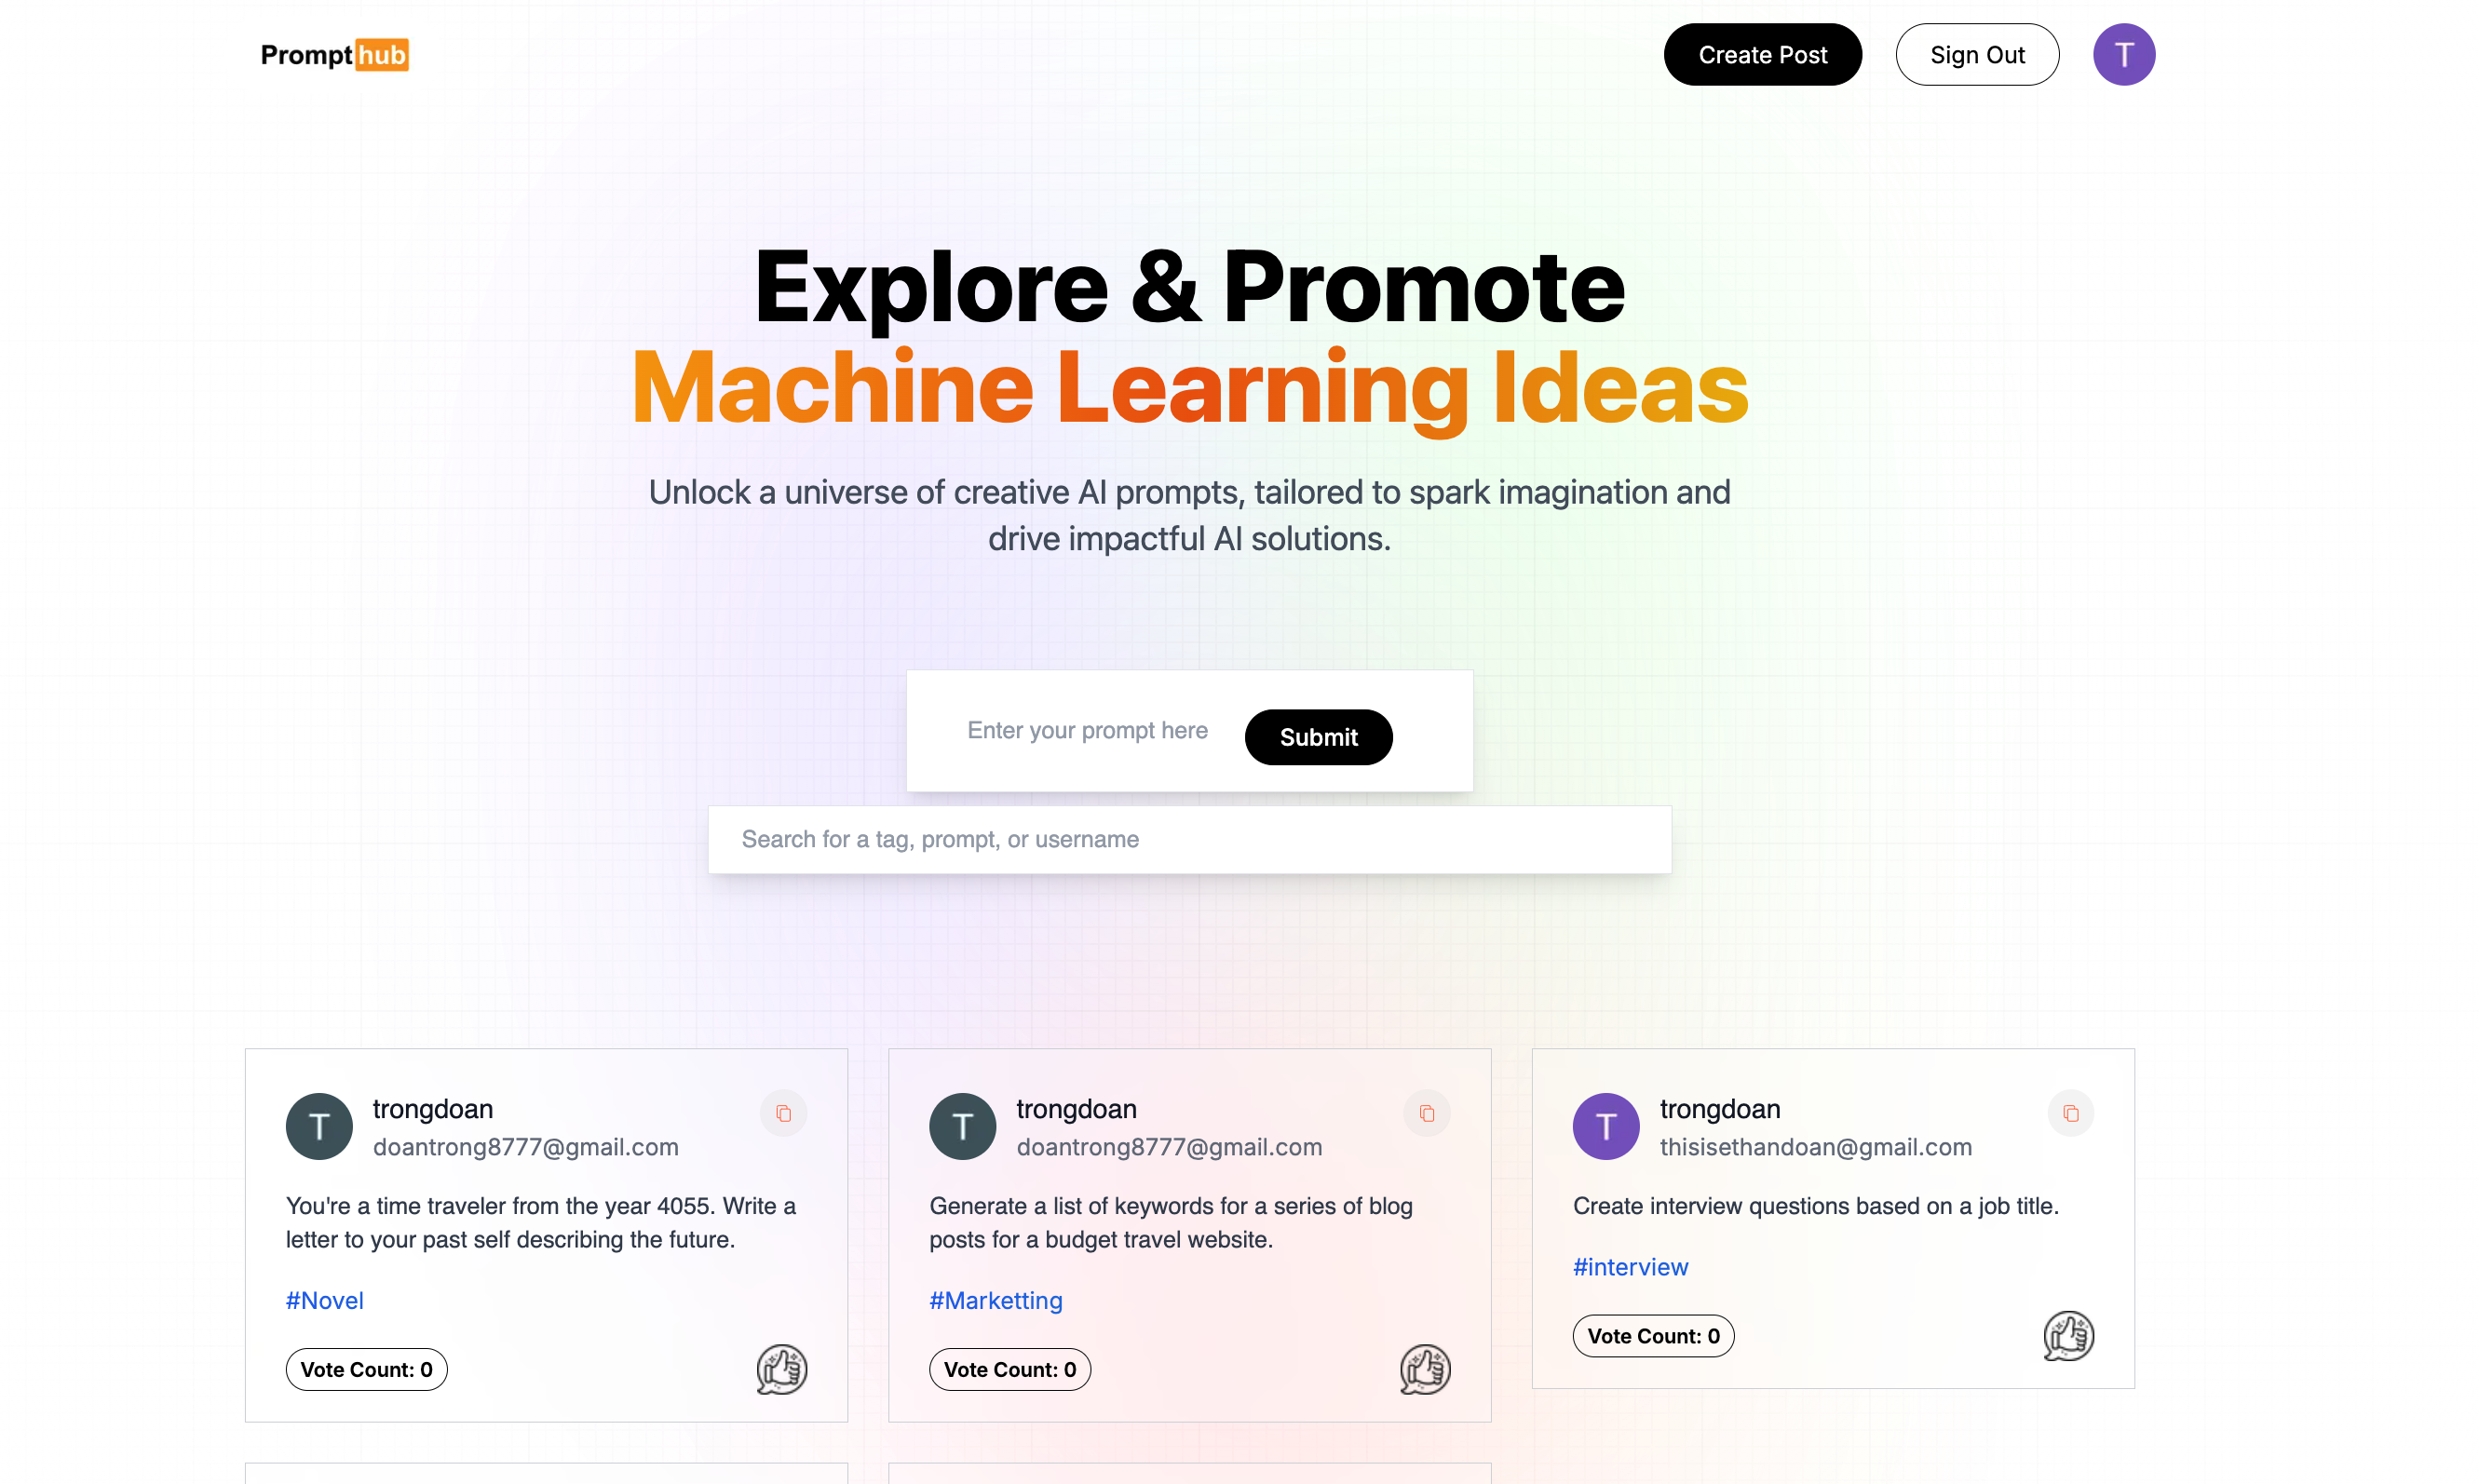 Prompt hub
Create Post
Sign Out
T
Explore & Promote
Machine Learning Ideas
Unlock a universe of creative AI prompts, tailored to spark imagination and
drive impactful AI solutions.
Enter your prompt here
Submit
Search for a tag, prompt, or username
T
trongdoan
doantrong8777@gmail.com
You're a time traveler from the year 4055. Write a
letter to your past self describing the future.
#Novel
Vote Count: 0
T
trongdoan
doantrong8777@gmail.com
Generate a list of keywords for a series of blog
posts for a budget travel website.
#Marketting
Vote Count: 0
T
trongdoan
thisisethandoan@gmail.com
Create interview questions based on a job title.
#interview
Vote Count: 0